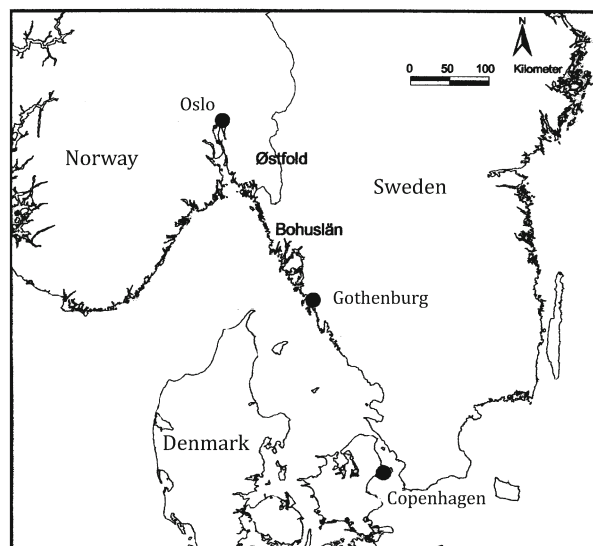 N
0 50 100 Kilometer
Oslo
Norway
Østfold
Sweden
Bohuslän
Gothenburg
Denmark
Copenhagen